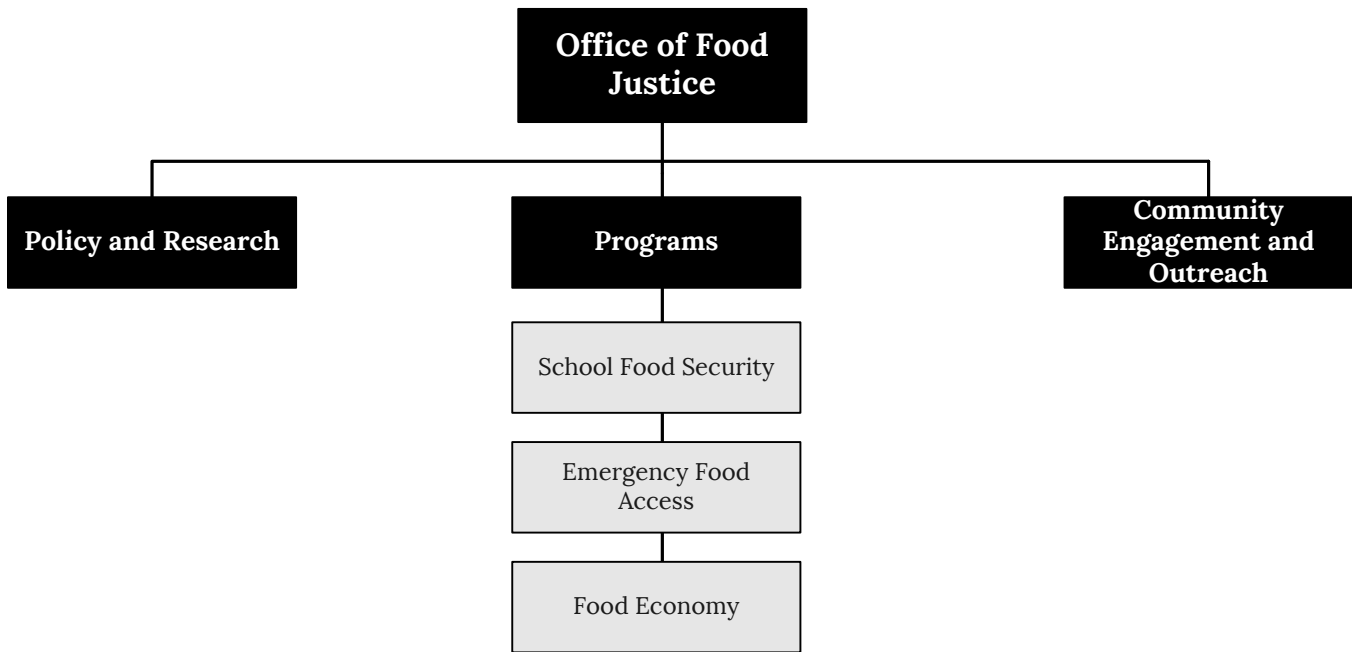 Office of Food
Justice
Policy and Research
Programs
Community
Engagement and
Outreach
School Food Security
Emergency Food
Access
Food Economy